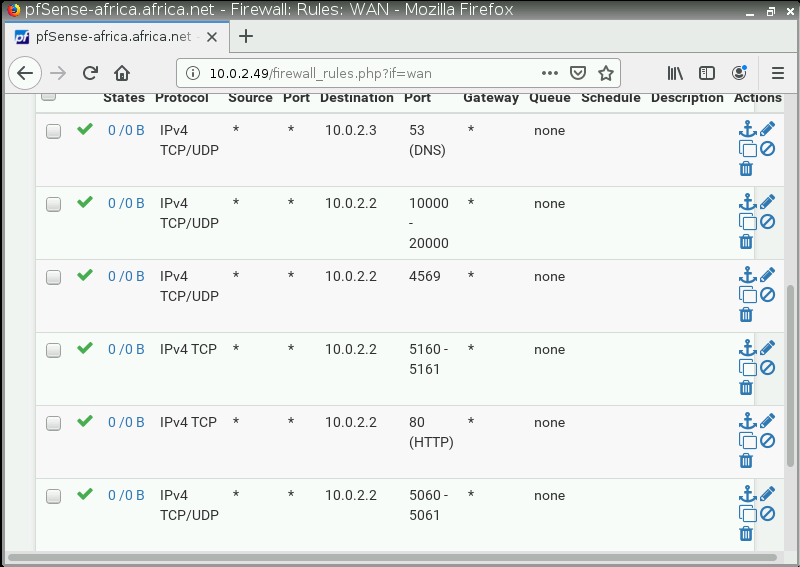 pfSense-africa.africa.net - Firewall: Rules: WAN - Mozilla Firefox
pfSense-africa.africa.net -
10.0.2.49/firewall_rules.php?if=wan
States Protocol Source Port Destination Port Gateway Queue Schedule Description Actions
0 /0 B IPv4 * * 10.0.2.3 53 * none
TCP/UDP (DNS)
0 /0 B IPv4 * * 10.0.2.2 10000 * none
TCP/UDP -
20000
0 /0 B IPv4 * * 10.0.2.2 4569 * none
TCP/UDP
0 /0 B IPv4 TCP * * 10.0.2.2 5160 - * none
5161
0 /0 B IPv4 TCP * * 10.0.2.2 80 * none
(HTTP)
0 /0 B IPv4 * * 10.0.2.2 5060 - * none
TCP/UDP 5061